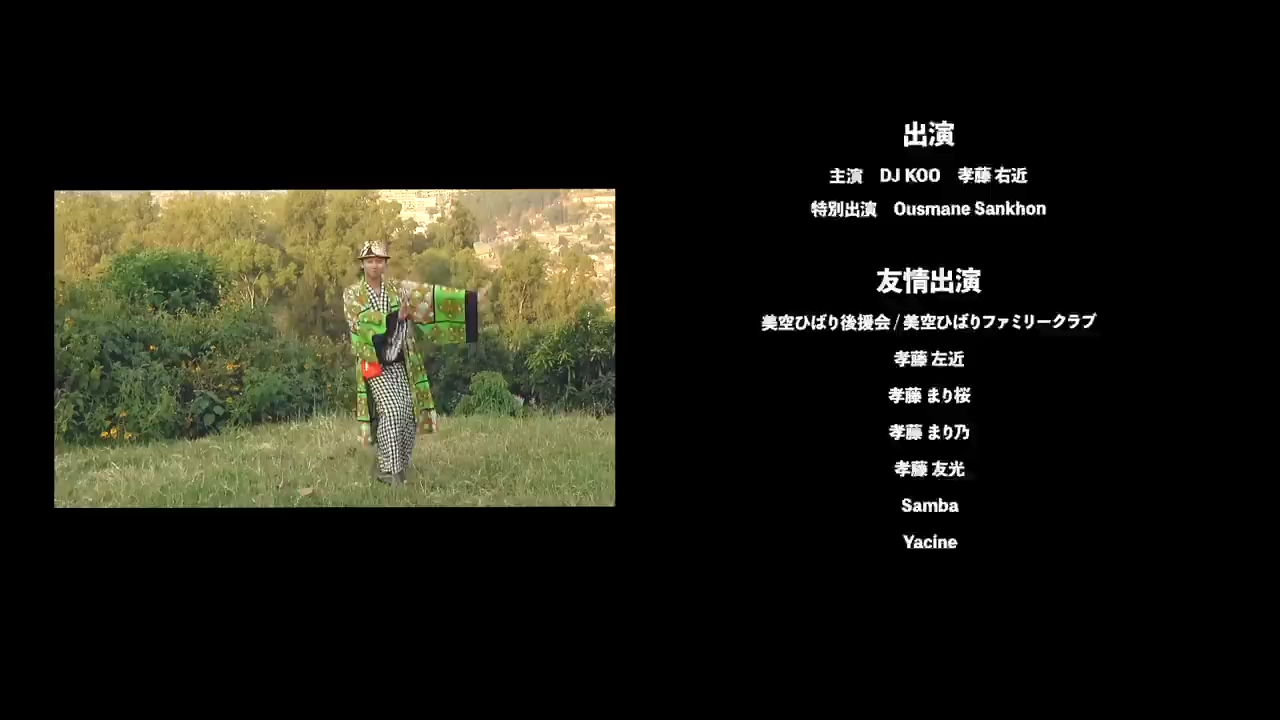 出演
主演　DJ KOO　孝藤 右近
特別出演　Ousmane Sankhon
友情出演
美空ひばり後援会 / 美空ひばりファミリークラブ
孝藤 左近
孝藤 まり桜
孝藤 まり乃
孝藤 友光
Samba
Yacine